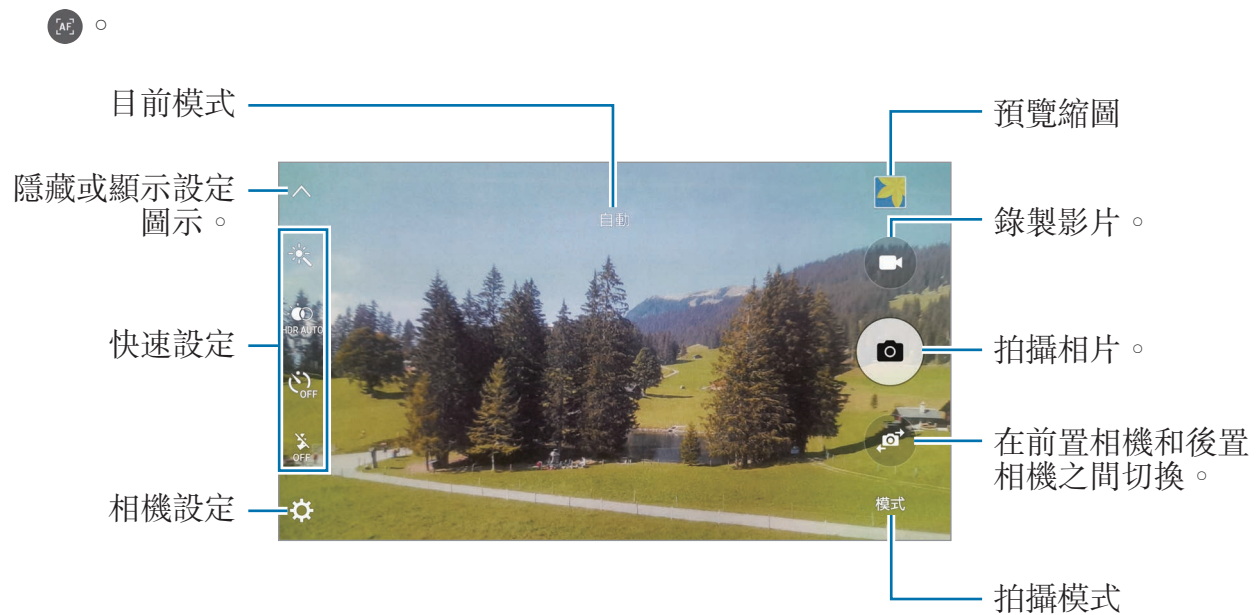 AF 。
目前模式
預覽縮圖
隱藏或顯示設定
圖示。
自動
錄製影片。
HDR AUTO
快速設定
拍攝相片。
OFF
OFF
在前置相機和後置
相機之間切換。
相機設定
模式
拍攝模式